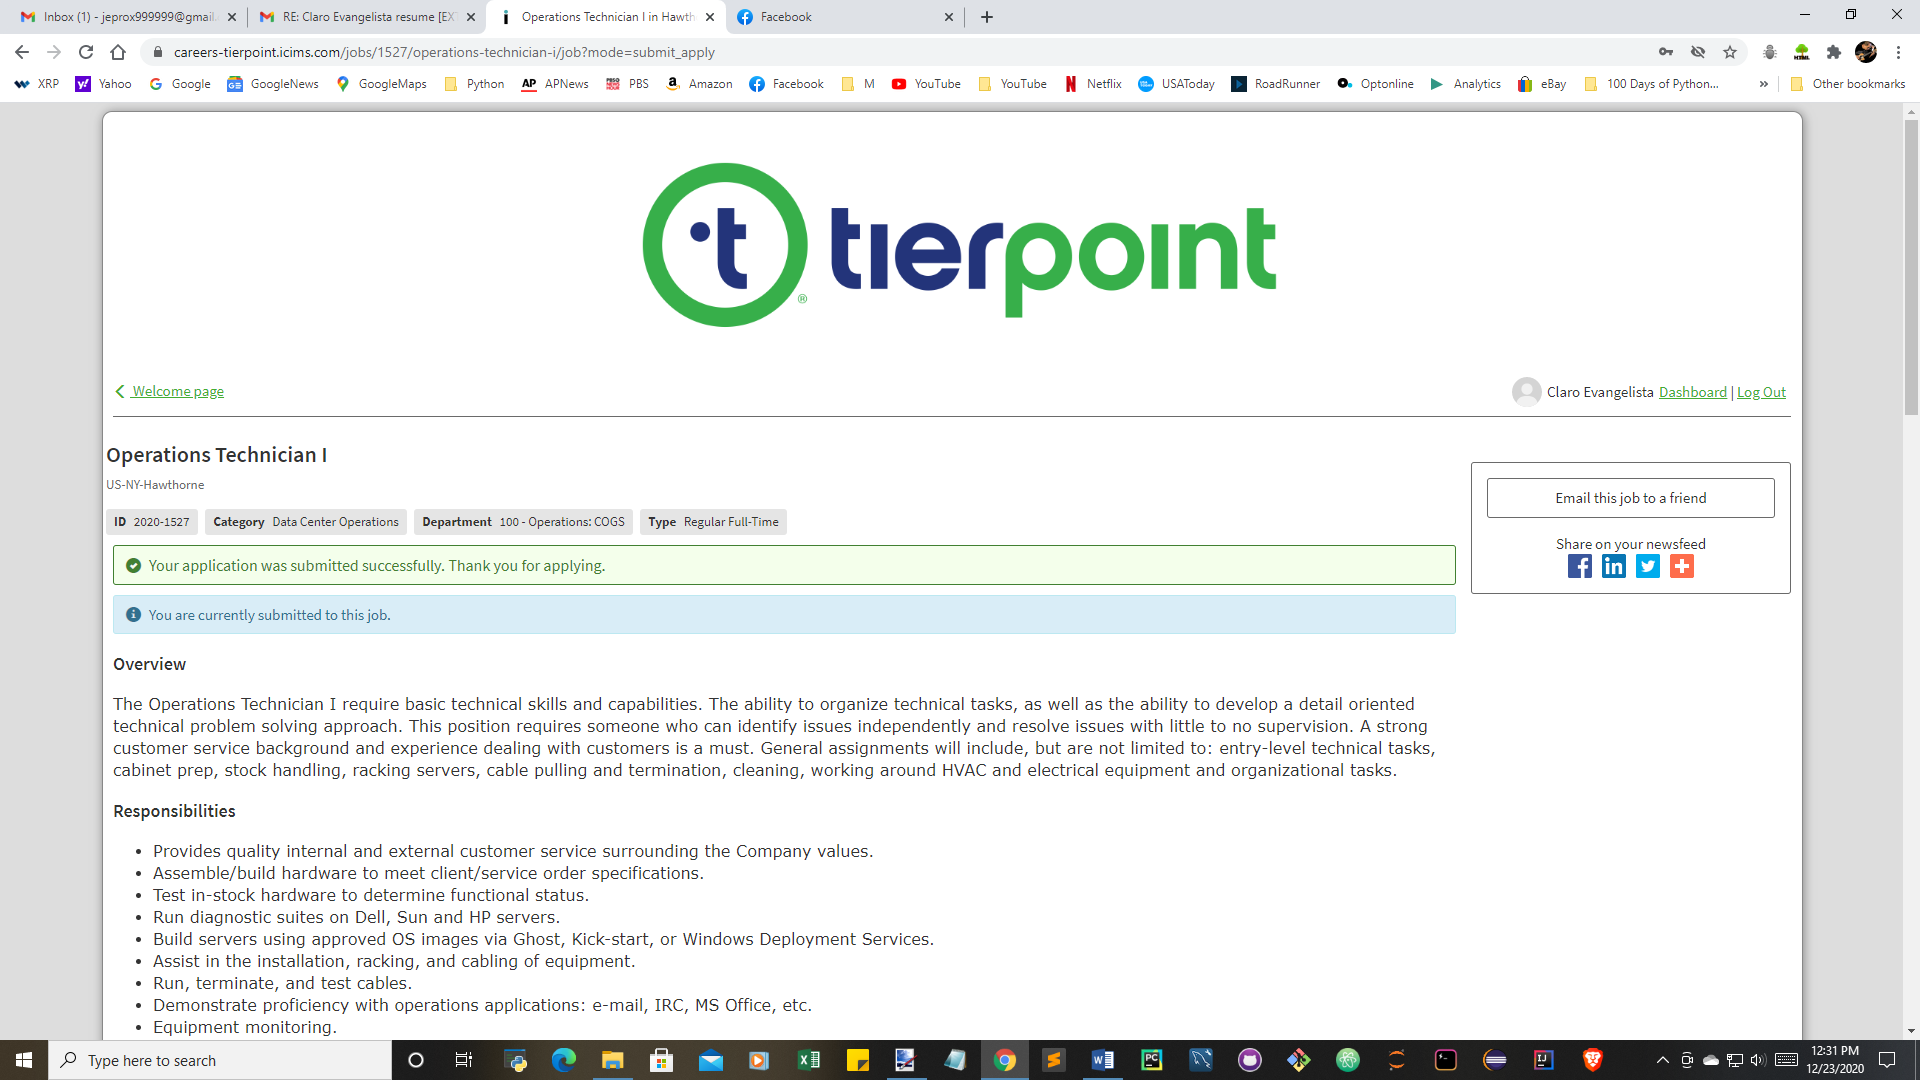 Inbox (1) - jeprox999999@gmail.
RE: Claro Evangelista resume [EXT
Operations Technician I in Hawth
Facebook
careers-tierpoint.icims.com/jobs/1527/operations-technician-i/job?mode=submit_apply
XRP
Yahoo
Google
GoogleNews
GoogleMaps
Python
AP APNews
PBS
Amazon
Facebook
M
YouTube
YouTube
Netflix
USAToday
RoadRunner
Optonline
Analytics
eBay
100 Days of Python...
»
Other bookmarks
t tierpoint
®
Welcome page
Claro Evangelista Dashboard | Log Out
Operations Technician I
US-NY-Hawthorne
ID 2020-1527
Category Data Center Operations
Department 100 - Operations: COGS
Type Regular Full-Time
Email this job to a friend
Share on your newsfeed
Your application was submitted successfully. Thank you for applying.
You are currently submitted to this job.
Overview
The Operations Technician I require basic technical skills and capabilities. The ability to organize technical tasks, as well as the ability to develop a detail oriented
technical problem solving approach. This position requires someone who can identify issues independently and resolve issues with little to no supervision. A strong
customer service background and experience dealing with customers is a must. General assignments will include, but are not limited to: entry-level technical tasks,
cabinet prep, stock handling, racking servers, cable pulling and termination, cleaning, working around HVAC and electrical equipment and organizational tasks.
Responsibilities
• Provides quality internal and external customer service surrounding the Company values.
• Assemble/build hardware to meet client/service order specifications.
• Test in-stock hardware to determine functional status.
• Run diagnostic suites on Dell, Sun and HP servers.
• Build servers using approved OS images via Ghost, Kick-start, or Windows Deployment Services.
• Assist in the installation, racking, and cabling of equipment.
• Run, terminate, and test cables.
• Demonstrate proficiency with operations applications: e-mail, IRC, MS Office, etc.
• Equipment monitoring.
Type here to search
12:31 PM
12/23/2020